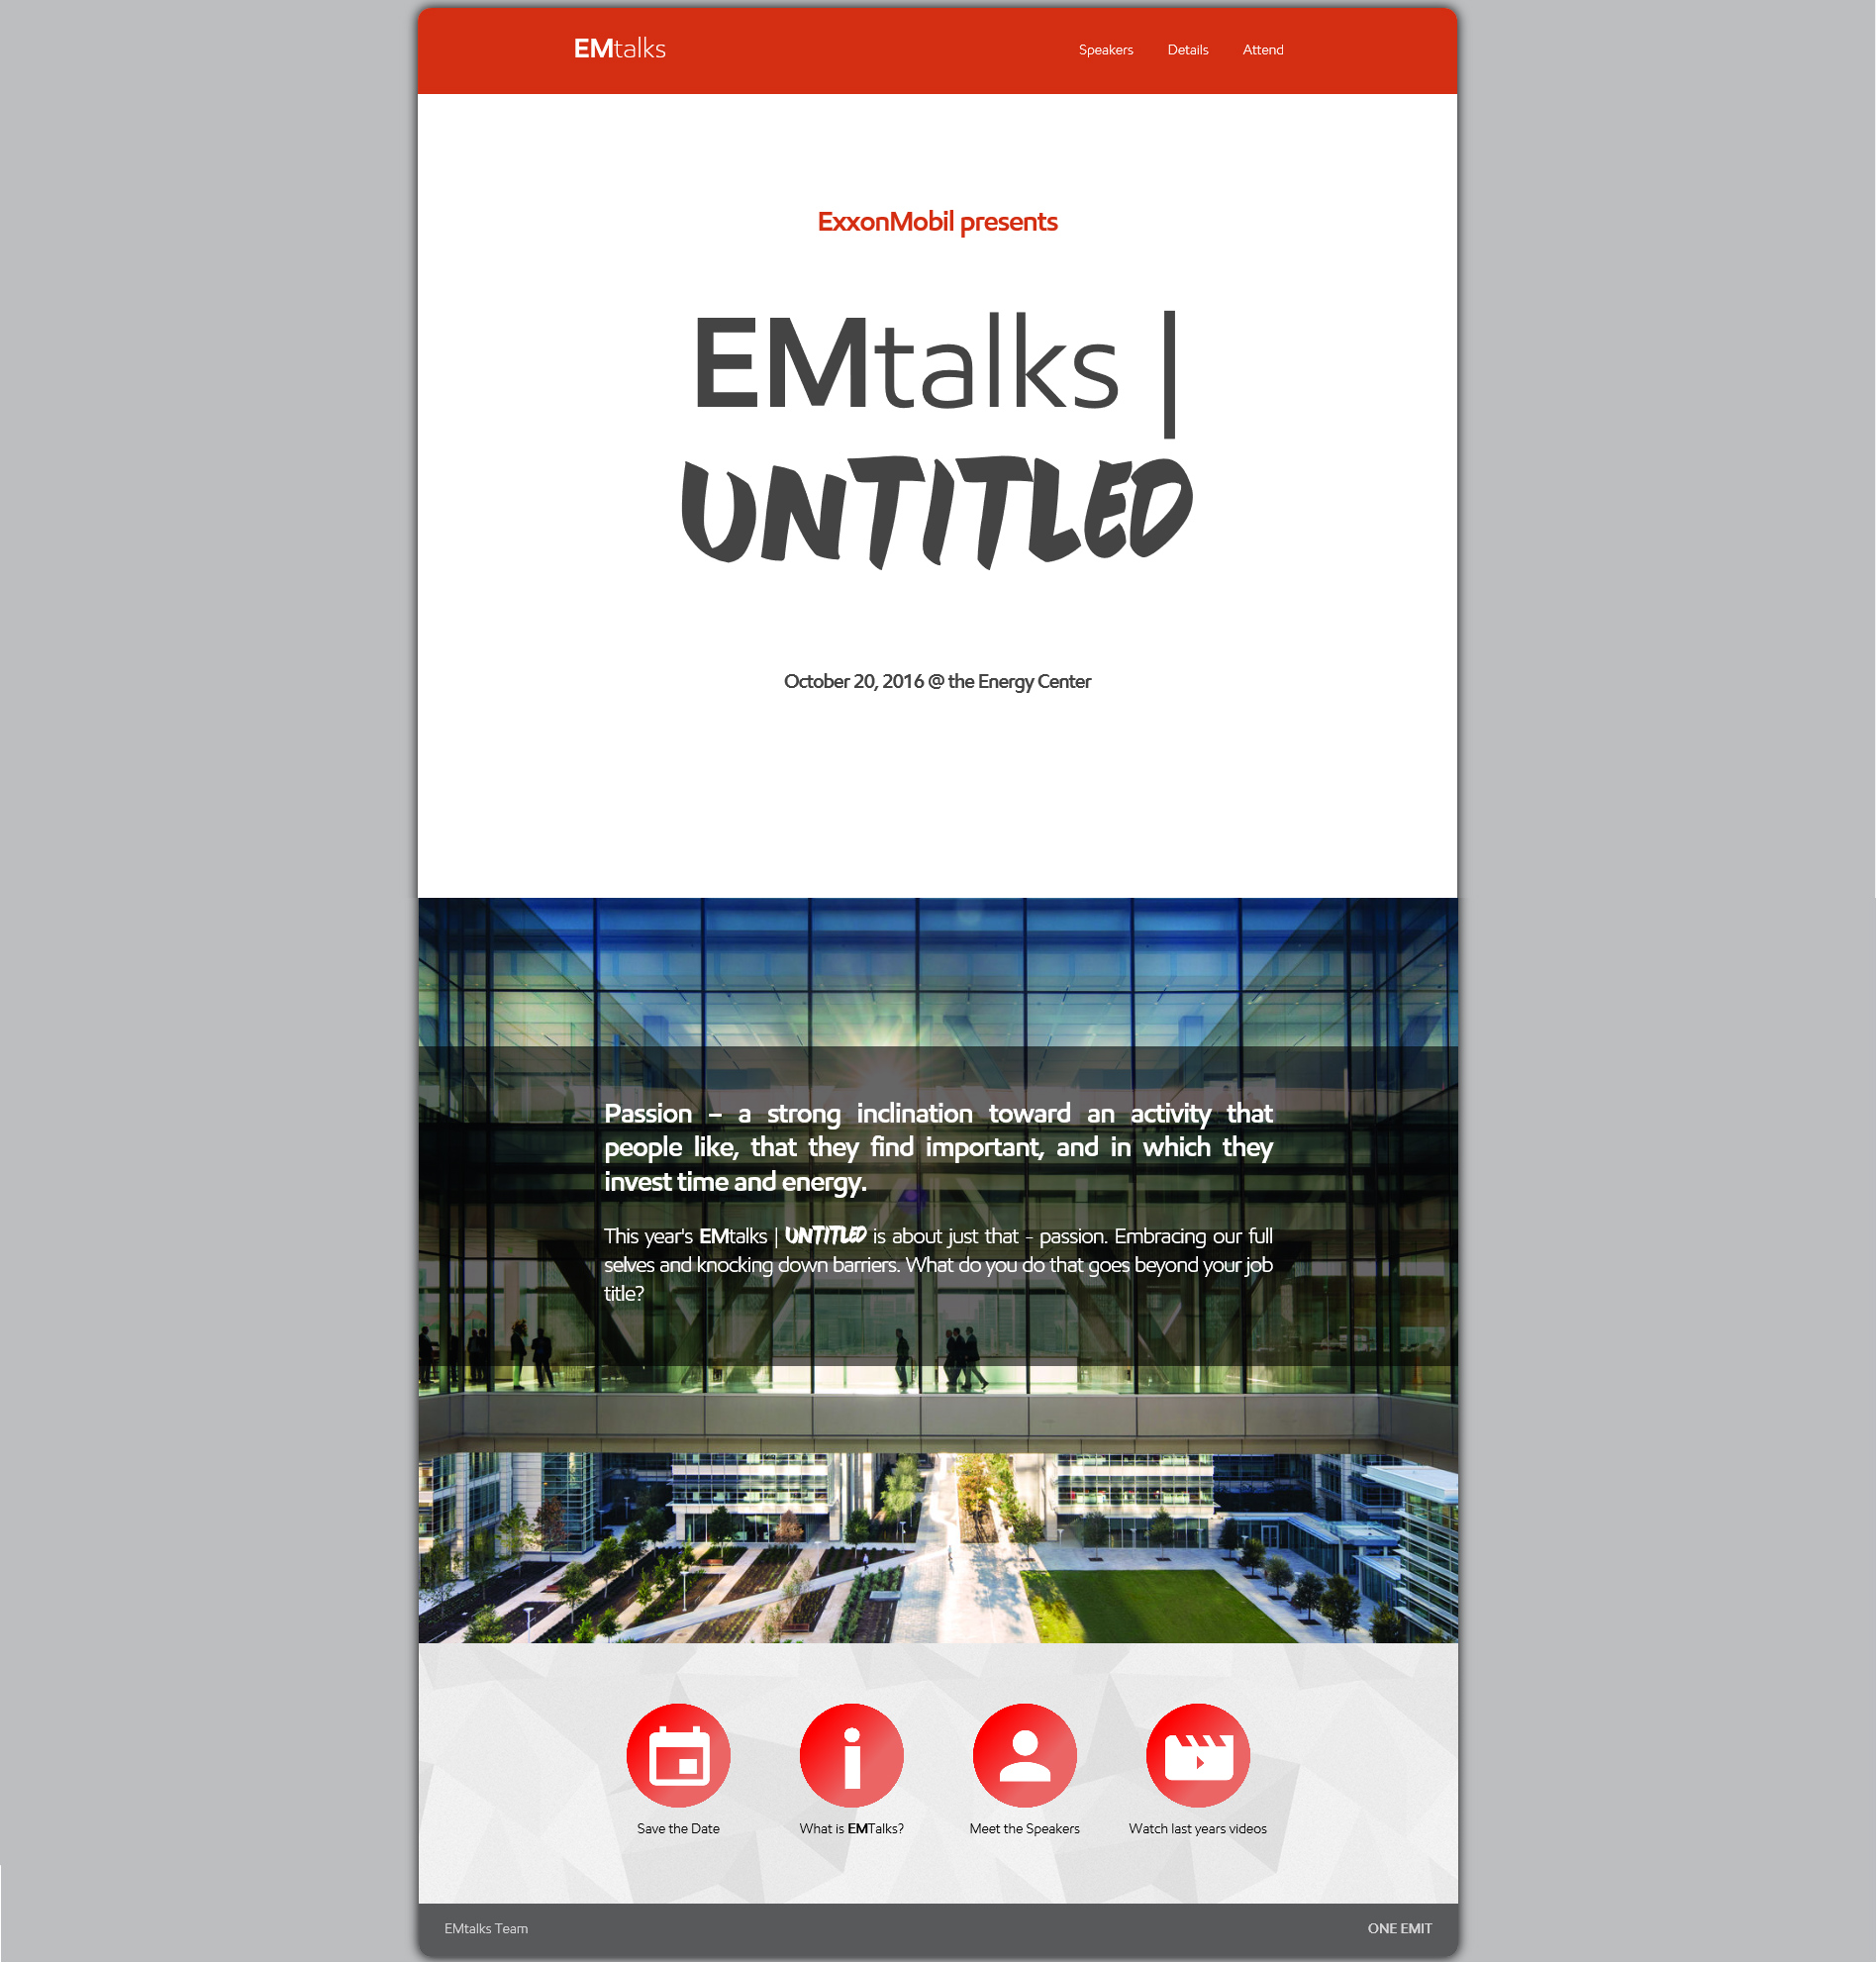 EMtalks
Speakers Details Attend
ExxonMobil presents
EMtalks |
UNTITLED
October 20, 2016 @ the Energy Center
Passion – a strong inclination toward an activity that
people like, that they find important, and in which they
invest time and energy.
This year's EMtalks | UNTITLED is about just that - passion. Embracing our full
selves and knocking down barriers. What do you do that goes beyond your job
title?
Save the Date
What is EMTalks?
Meet the Speakers
Watch last years videos
EMtalks Team
ONE EMIT